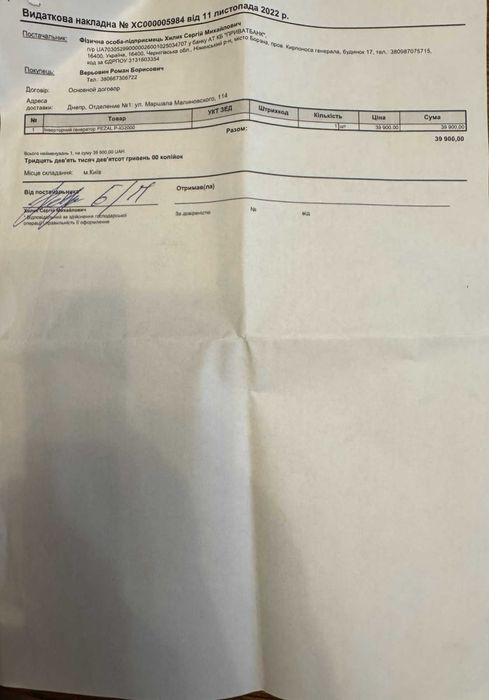 Видаткова накладна № ХС000005984 від 11 листопада 2022 р.
Постачальник: Фізична особа-підприємець Хилик Сергій Михайлович
п/р UA703052990000026001025034707 у банку АТ КБ "ПРИВАТБАНК",
16400, Україна, 16400, Чернігівська обл., Ніжинський р-н, місто Борзна, пров. Кирпоноса генерала, будинок 17, тел.: 380987075715,
код за ЄДРПОУ 3131603354
Покупець: Верьовин Роман Борисович
Тел.: 380667306722
Договір: Основной договор
Адреса доставки: Днепр, Отделение №1: ул. Маршала Малиновского, 114
№ Товар УКТ ЗЕД Штрихкод Кількість Ціна Сума
1 Інверторний генератор PEZAL P-IG2000 1 шт 39 900,00 39 900,00
Разом: 39 900,00
Всього найменувань 1, на суму 39 900,00 UAH
Тридцять дев'ять тисяч дев'ятсот гривень 00 копійок
Місце складання: м.Київ
Від постачальника* Отримав(ла)
Б/П
Хилик Сергій Михайлович
* Відповідальний за здійснення господарської
операції і правильність її оформлення
За довіреністю № від